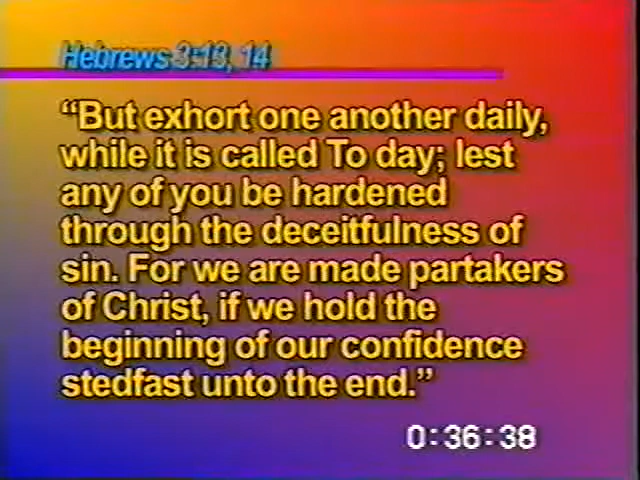 Hebrews 3:13, 14
“But exhort one another daily,
while it is called To day; lest
any of you be hardened
through the deceitfulness of
sin. For we are made partakers
of Christ, if we hold the
beginning of our confidence
stedfast unto the end.”
0:36:38